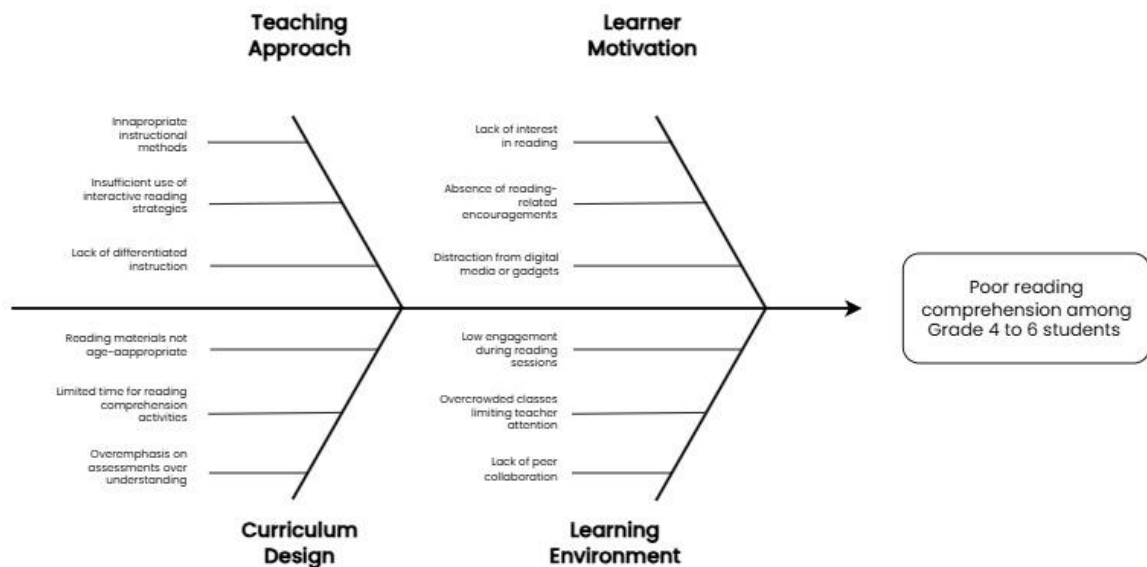 Teaching
Approach
Learner
Motivation
Innapropriate
instructional
methods
Insufficient use of
interactive reading
strategies
Lack of differentiated
instruction
Lack of interest
in reading
Absence of reading-
related
encouragements
Distraction from digital
media or gadgets
Poor reading
comprehension among
Grade 4 to 6 students
Reading materials not
age-aappropriate
Limited time for reading
comprehension
activities
Overemphasis on
assessments over
understanding
Low engagement
during reading
sessions
Overcrowded classes
limiting teacher
attention
Lack of peer
collaboration
Curriculum
Design
Learning
Environment